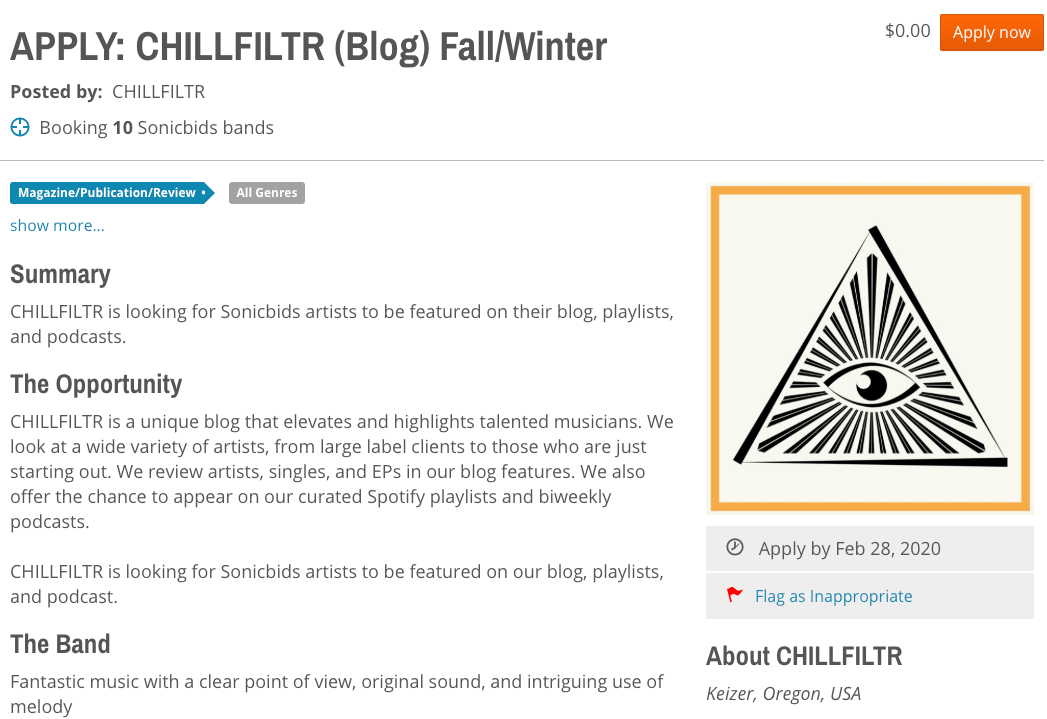 APPLY: CHILLFILTR (Blog) Fall/Winter
$0.00
Apply now
Posted by: CHILLFILTR
Booking 10 Sonicbids bands
Magazine/Publication/Review •
All Genres
show more...
Summary
CHILLFILTR is looking for Sonicbids artists to be featured on their blog, playlists,
and podcasts.
The Opportunity
CHILLFILTR is a unique blog that elevates and highlights talented musicians. We
look at a wide variety of artists, from large label clients to those who are just
starting out. We review artists, singles, and EPs in our blog features. We also
offer the chance to appear on our curated Spotify playlists and biweekly
podcasts.
CHILLFILTR is looking for Sonicbids artists to be featured on our blog, playlists,
and podcast.
The Band
Fantastic music with a clear point of view, original sound, and intriguing use of
melody
Apply by Feb 28, 2020
Flag as Inappropriate
About CHILLFILTR
Keizer, Oregon, USA